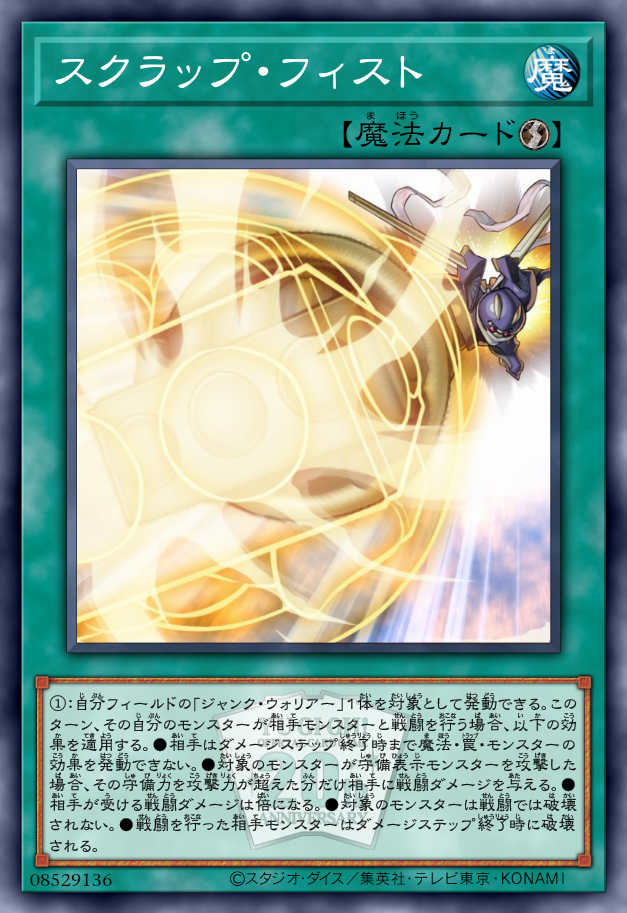 スクラップ・フィスト
魔
【魔法カード】
①：自分フィールドの「ジャンク・ウォリアー」1体を対象として発動できる。この
ターン、その自分のモンスターが相手モンスターと戦闘を行う場合、以下の効
果を適用する。●相手はダメージステップ終了時まで魔法・罠・モンスターの
効果を発動できない。●対象のモンスターが守備表示モンスターを攻撃した
場合、その守備力を攻撃力が超えた分だけ相手に戦闘ダメージを与える。●
相手が受ける戦闘ダメージは倍になる。●対象のモンスターは戦闘では破壊
されない。●戦闘を行った相手モンスターはダメージステップ終了時に破壊
される。
08529136 ©スタジオ・ダイス／集英社・テレビ東京・KONAMI